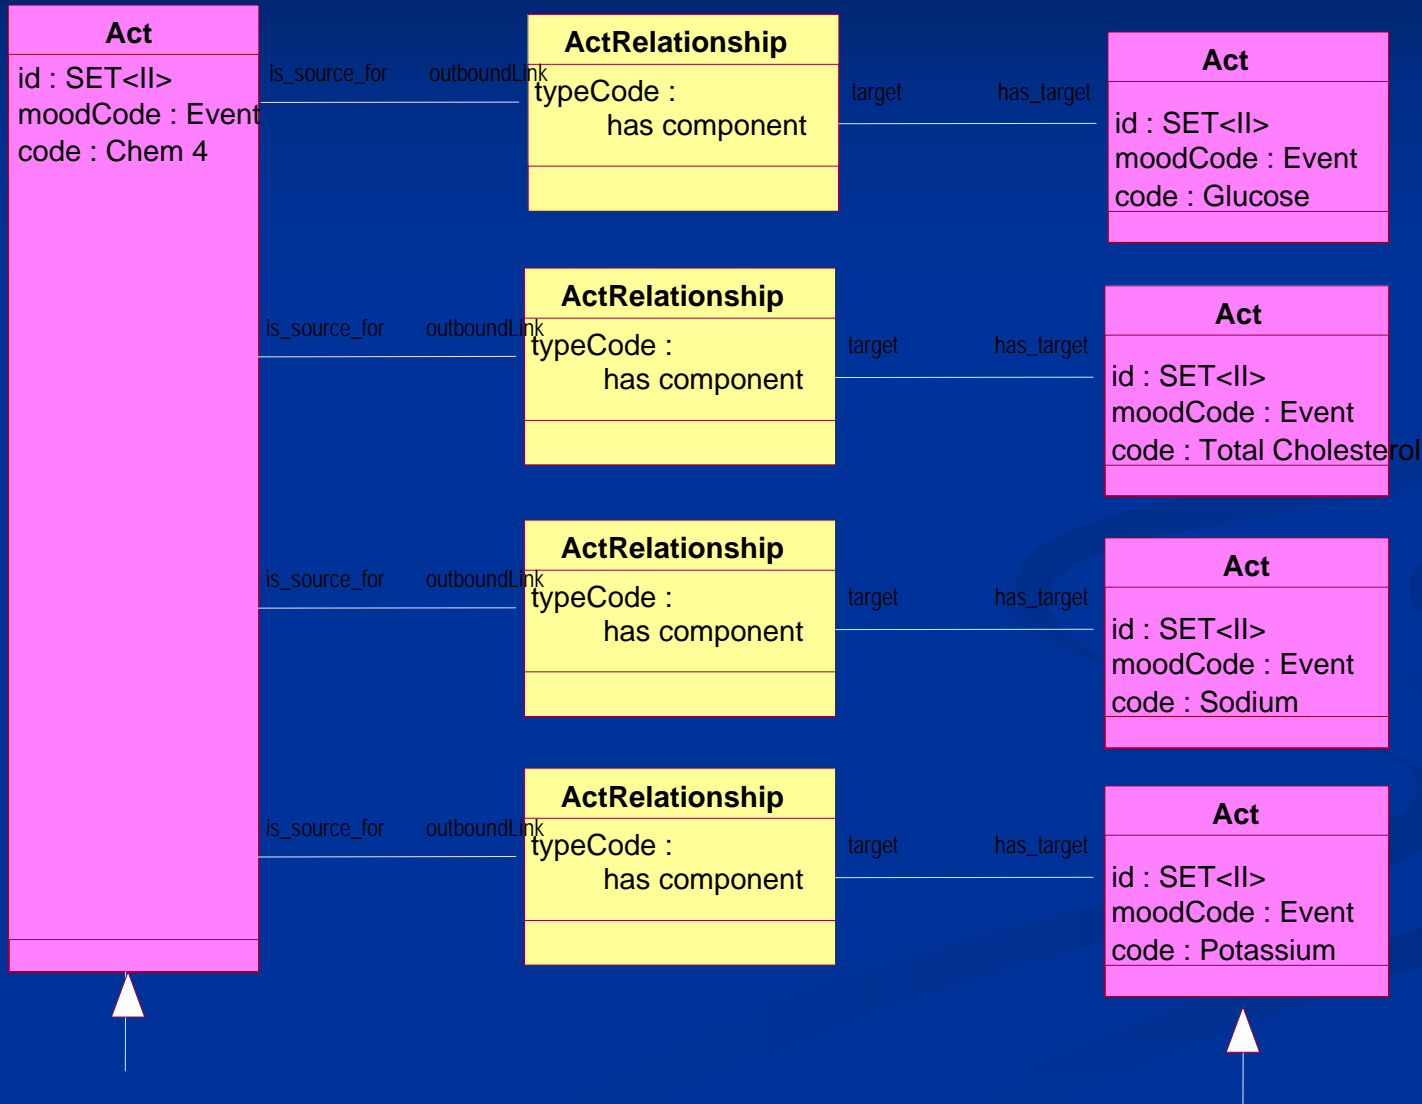 Act
id : SET<II>
moodCode : Event
code : Chem 4
is_source_for outboundLink
ActRelationship
typeCode :
has component
target has_target
Act
id : SET<II>
moodCode : Event
code : Glucose
is_source_for outboundLink
ActRelationship
typeCode :
has component
target has_target
Act
id : SET<II>
moodCode : Event
code : Total Cholesterol
is_source_for outboundLink
ActRelationship
typeCode :
has component
target has_target
Act
id : SET<II>
moodCode : Event
code : Sodium
is_source_for outboundLink
ActRelationship
typeCode :
has component
target has_target
Act
id : SET<II>
moodCode : Event
code : Potassium